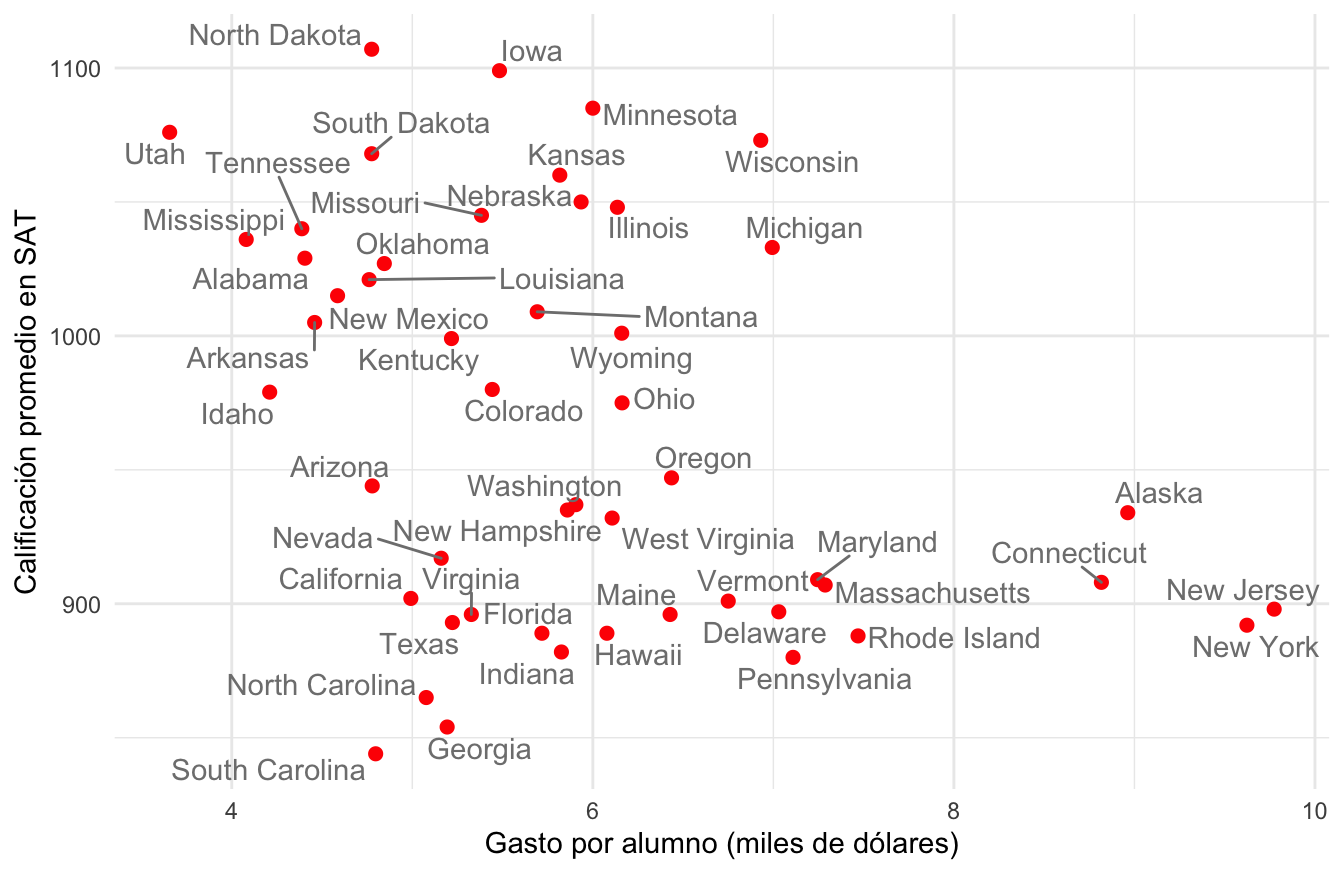 North Dakota
Iowa
1100
Minnesota
South Dakota
Utah
Tennessee
Kansas
Wisconsin
Missouri
Nebraska
Mississippi
Illinois
Michigan
Oklahoma
Alabama
Louisiana
New Mexico
Montana
1000
Arkansas
Kentucky
Wyoming
Idaho
Colorado
Ohio
Arizona
Oregon
Washington
Alaska
Nevada
New Hampshire
West Virginia
Maryland
Connecticut
California
Virginia
Vermont
Massachusetts
New Jersey
900
Maine
Florida
Texas
Delaware
Rhode Island
New York
Indiana
Hawaii
Pennsylvania
North Carolina
Georgia
South Carolina
Calificación promedio en SAT
4
6
8
10
Gasto por alumno (miles de dólares)